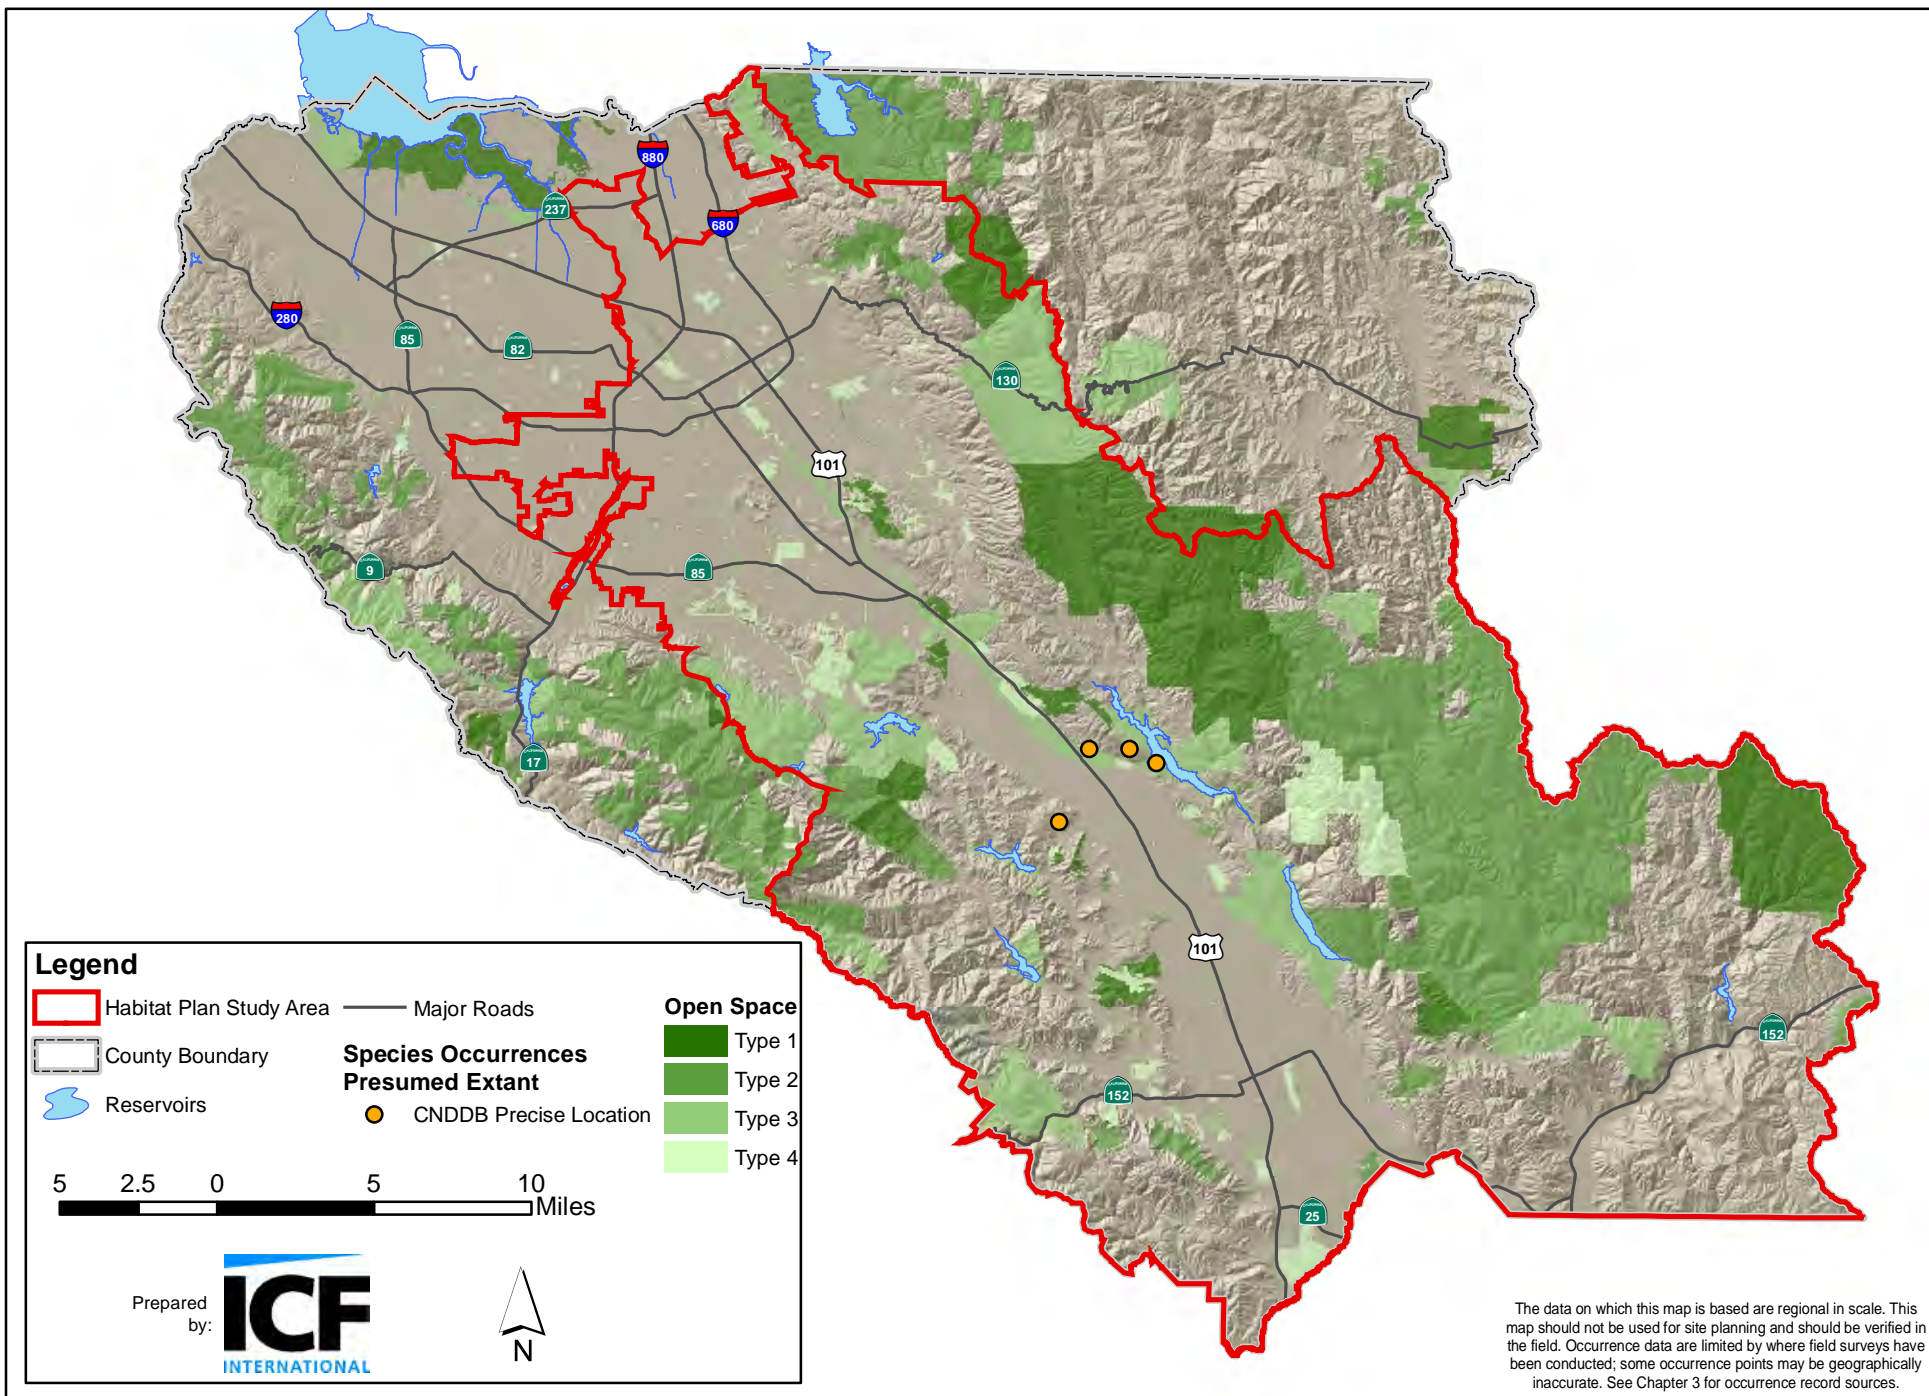 880
237
680
280
85
82
130
101
9
85
17
101
152
152
25
Legend
Habitat Plan Study Area
County Boundary
Reservoirs
Major Roads
Species Occurrences
Presumed Extant
CNDDB Precise Location
Open Space
Type 1
Type 2
Type 3
Type 4
5 2.5 0 5 10
Miles
Prepared
by:
ICF
INTERNATIONAL
N
The data on which this map is based are regional in scale. This
map should not be used for site planning and should be verified in
the field. Occurrence data are limited by where field surveys have
been conducted; some occurrence points may be geographically
inaccurate. See Chapter 3 for occurrence record sources.